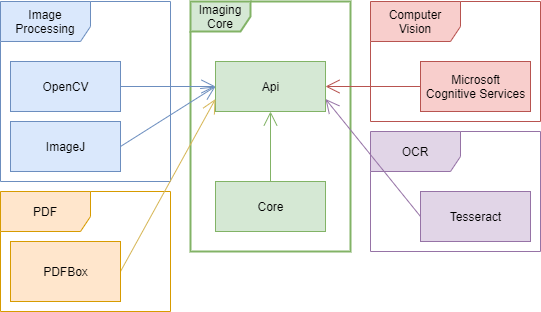 Image
Processing
OpenCV
ImageJ
PDF
PDFBox
Imaging
Core
Api
Core
Computer
Vision
Microsoft
Cognitive Services
OCR
Tesseract